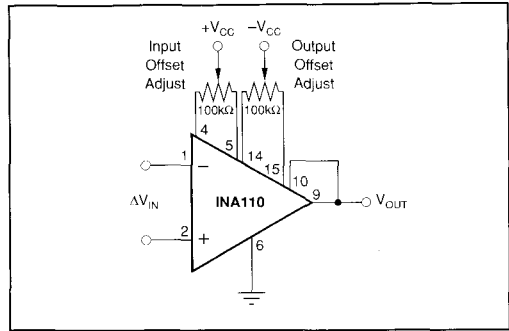 +V_CC −V_CC
Input
Offset
Adjust
Output
Offset
Adjust
100kΩ
100kΩ
4
5
14
15
10
1
−
9
ΔV_IN
INA110
V_OUT
2
+
6